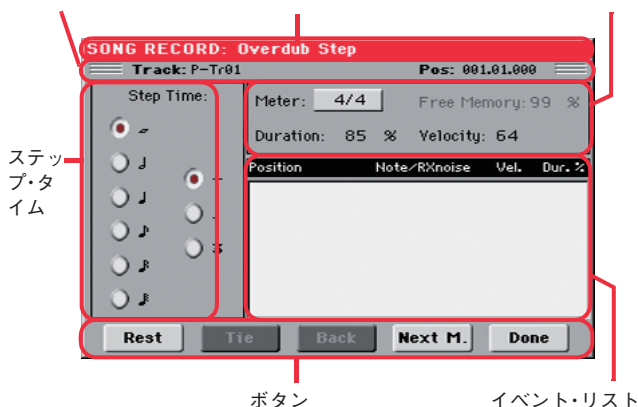 SONG RECORD: Overdub Step
Track: P-Tr01 Pos: 001.01.000
Step Time:
Meter: 4/4 Free Memory: 99 %
Duration: 85 % Velocity: 64
Position Note/RXnoise Vel. Dur.%
ステッ
プ・タ
イム
Rest Tie Back Next M. Done
ボタン イベント・リスト